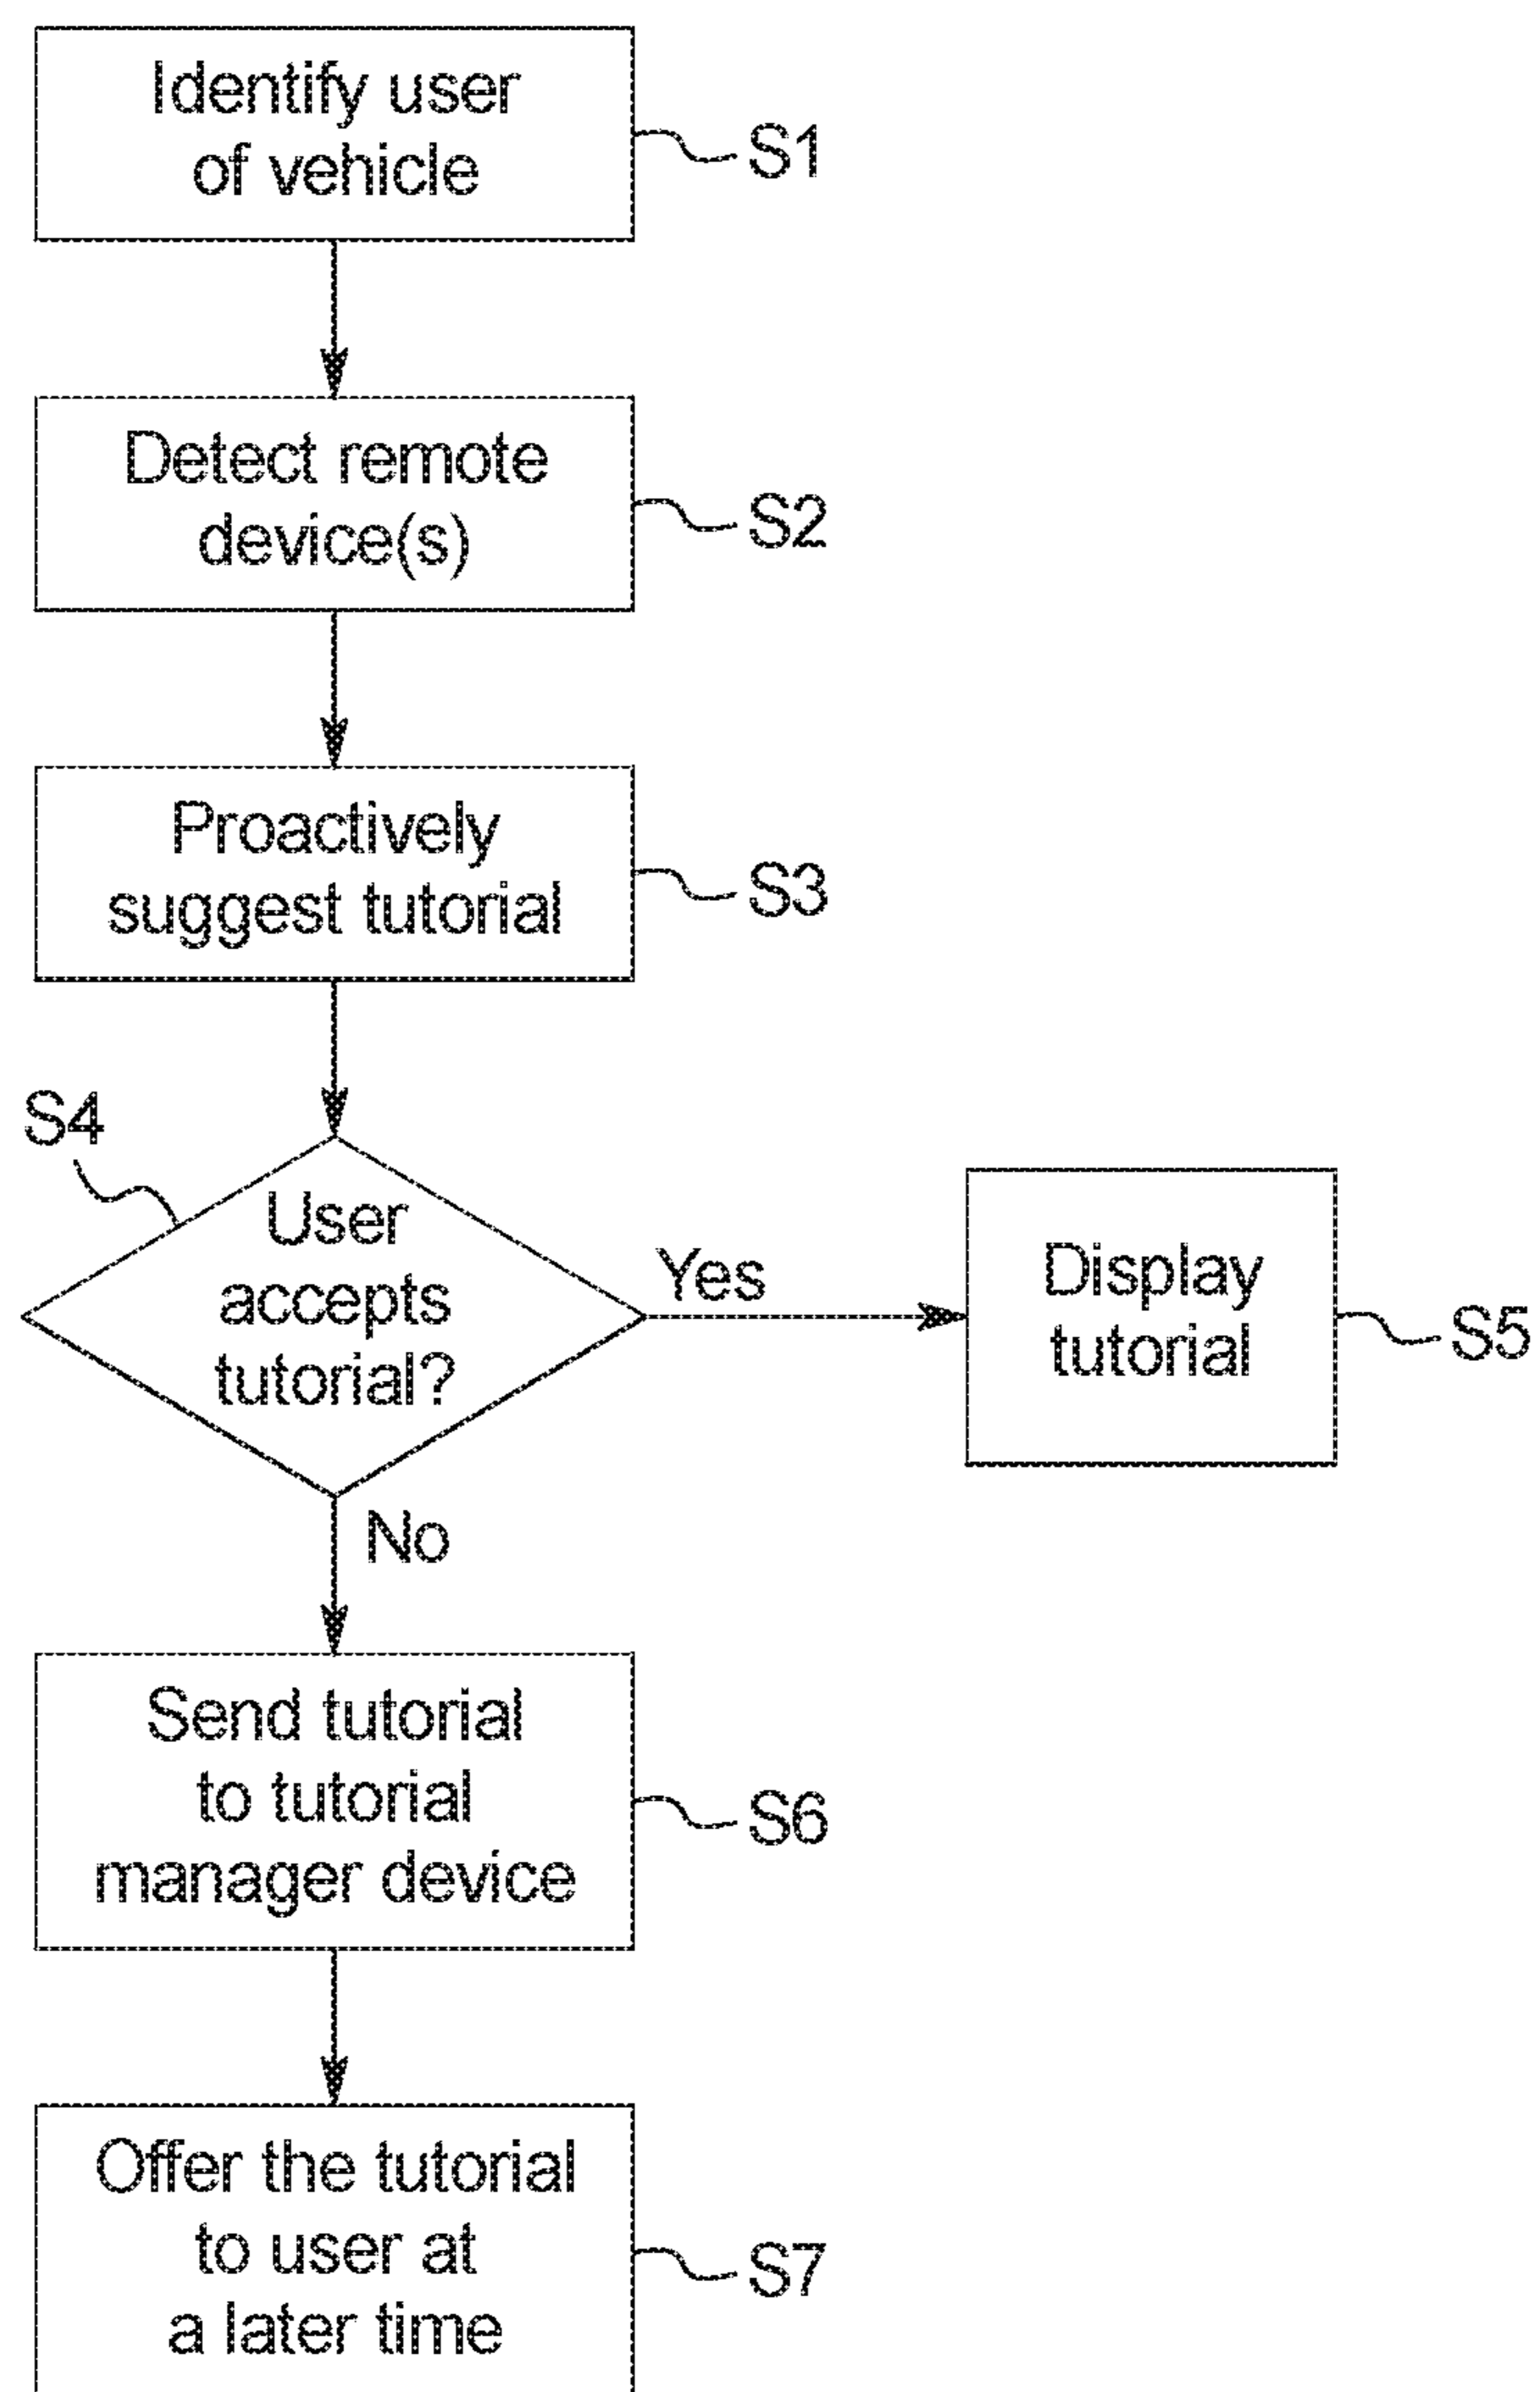 Identify user
of vehicle
S1
Detect remote
device(s)
S2
Proactively
suggest tutorial
S3
S4
User
accepts
tutorial?
Yes
Display
tutorial
S5
No
Send tutorial
to tutorial
manager device
S6
Offer the tutorial
to user at
a later time
S7